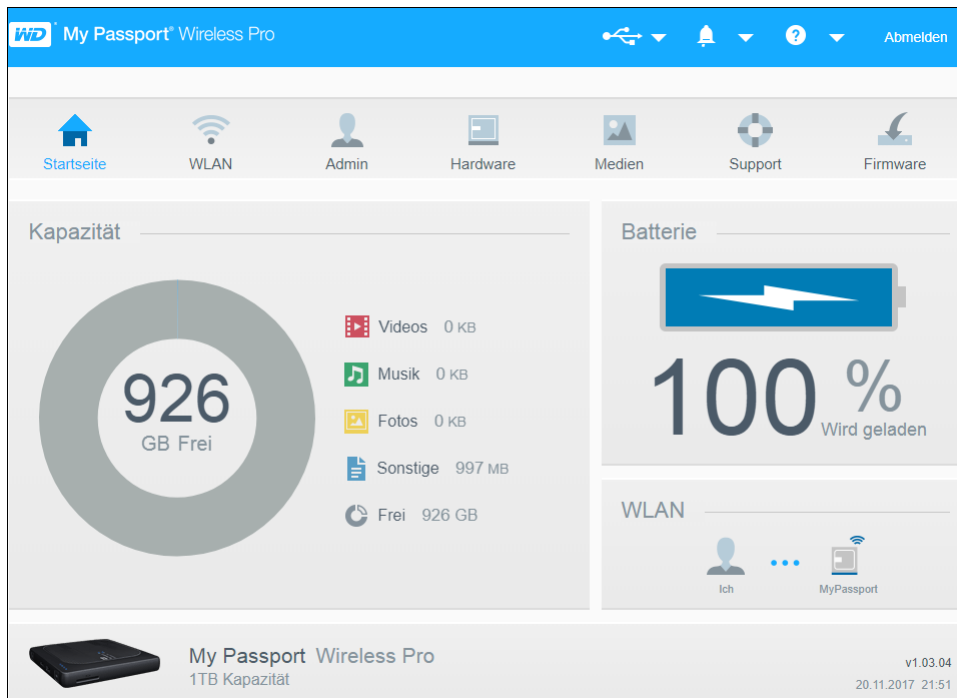 WD My Passport® Wireless Pro
? Abmelden
Startseite WLAN Admin Hardware Medien Support Firmware
Kapazität
926
GB Frei
Videos 0 KB
Musik 0 KB
Fotos 0 KB
Sonstige 997 MB
Frei 926 GB
Batterie
100 %
Wird geladen
WLAN
Ich MyPassport
My Passport Wireless Pro
1TB Kapazität
v1.03.04
20.11.2017 21:51